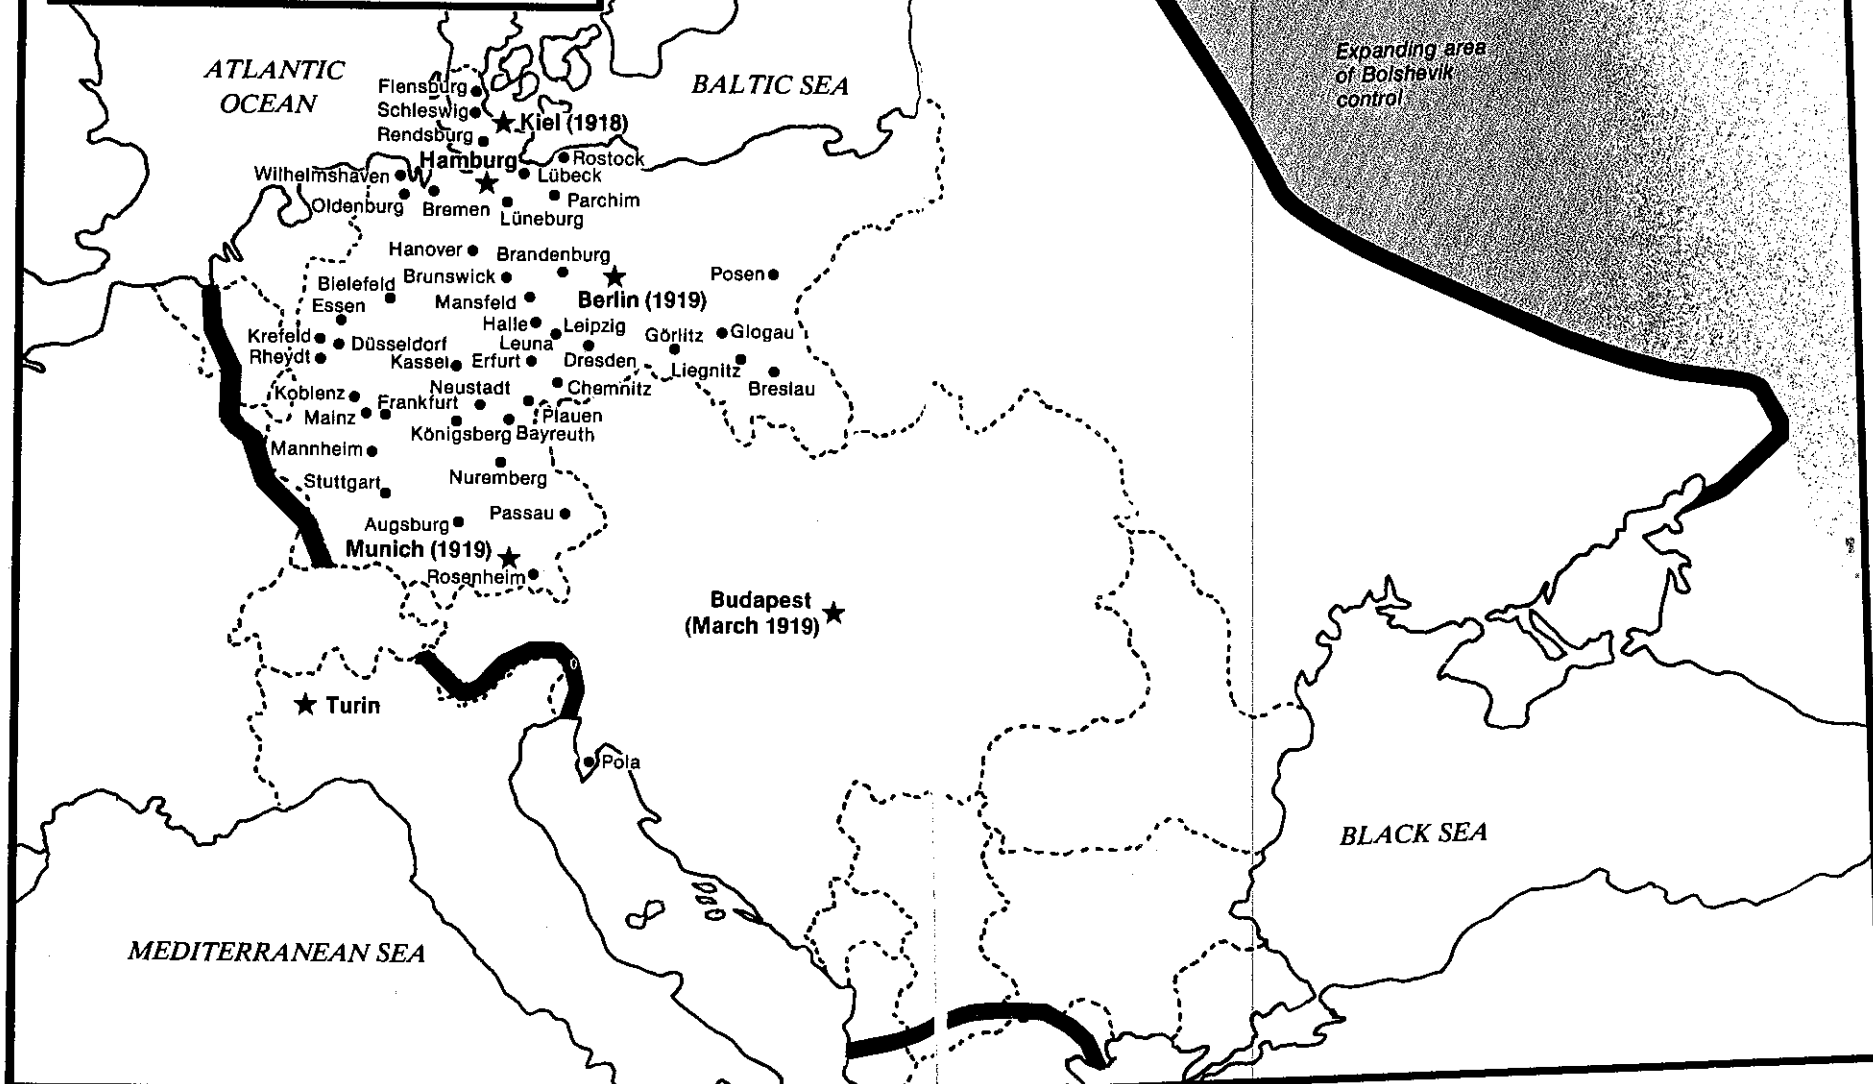 Expanding area
of Bolshevik
control
ATLANTIC
OCEAN
BALTIC SEA
Flensburg
Schleswig
Kiel (1918)
Rendsburg
Hamburg
Rostock
Wilhelmshaven
Lübeck
Oldenburg
Bremen
Parchim
Lüneburg
Hanover
Brandenburg
Bielefeld
Brunswick
Posen
Essen
Mansfeld
Berlin (1919)
Halle
Leipzig
Krefeld
Düsseldorf
Leuna
Görlitz
Glogau
Rheydt
Kassel
Erfurt
Dresden
Liegnitz
Neustadt
Chemnitz
Breslau
Koblenz
Frankfurt
Mainz
Plauen
Königsberg
Bayreuth
Mannheim
Stuttgart
Nuremberg
Augsburg
Passau
Munich (1919)
Rosenheim
Budapest
(March 1919)
Turin
Pola
BLACK SEA
MEDITERRANEAN SEA